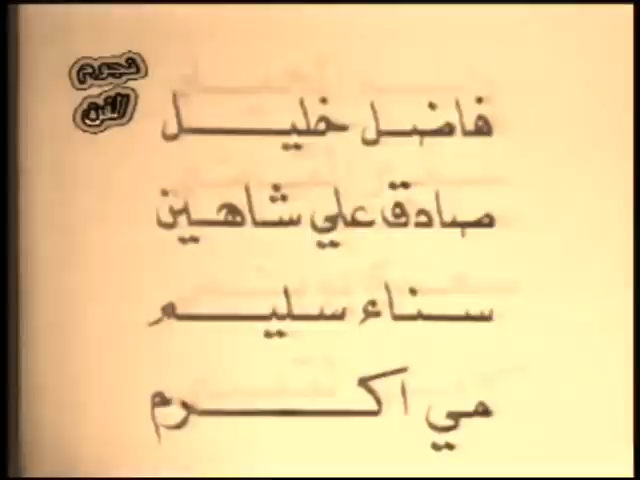 نجوم
الفن
فاضل خليل
صادق علي شاهين
سناء سليم
مي اكرم